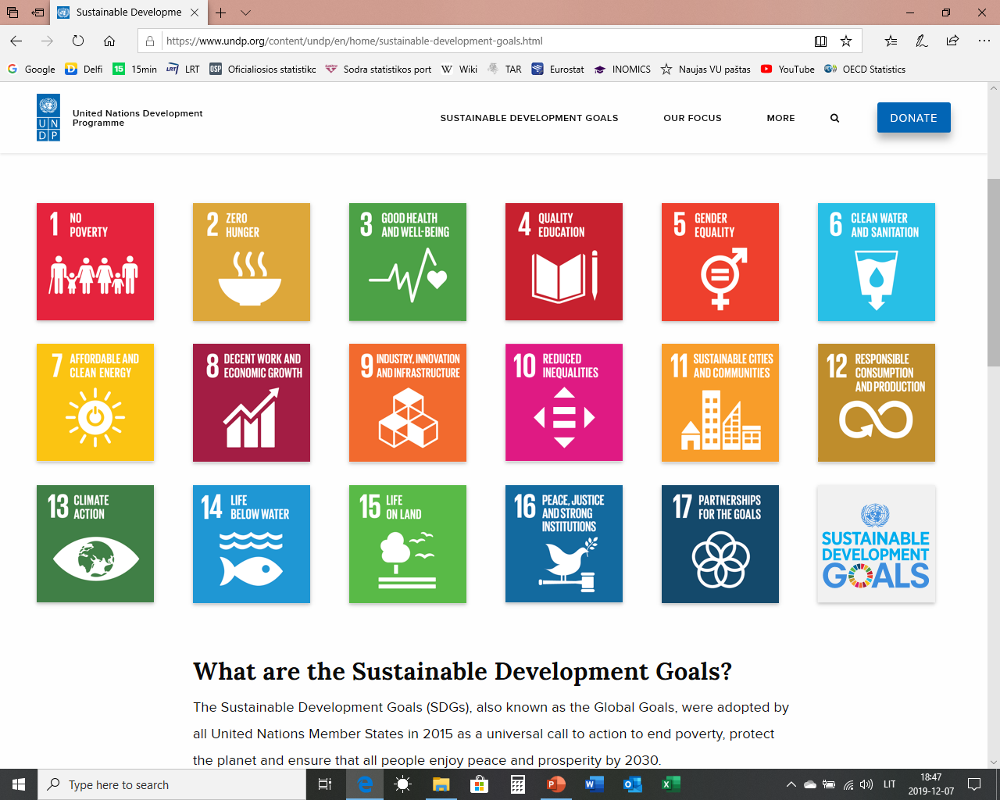 Sustainable Developme
https://www.undp.org/content/undp/en/home/sustainable-development-goals.html
Google Delfi 15 15min LRT LRT OSP Oficialiosios statistikc Sodra statistikos port W Wiki TAR Eurostat INOMICS Naujas VU paštas YouTube OECD Statistics
UN
DP
United Nations Development
Programme
SUSTAINABLE DEVELOPMENT GOALS OUR FOCUS MORE DONATE
1 NO
POVERTY
2 ZERO
HUNGER
3 GOOD HEALTH
AND WELL-BEING
4 QUALITY
EDUCATION
5 GENDER
EQUALITY
6 CLEAN WATER
AND SANITATION
7 AFFORDABLE AND
CLEAN ENERGY
8 DECENT WORK AND
ECONOMIC GROWTH
9 INDUSTRY, INNOVATION
AND INFRASTRUCTURE
10 REDUCED
INEQUALITIES
11 SUSTAINABLE CITIES
AND COMMUNITIES
12 RESPONSIBLE
CONSUMPTION
AND PRODUCTION
13 CLIMATE
ACTION
14 LIFE
BELOW WATER
15 LIFE
ON LAND
16 PEACE, JUSTICE
AND STRONG
INSTITUTIONS
17 PARTNERSHIPS
FOR THE GOALS
SUSTAINABLE
DEVELOPMENT
GOALS
What are the Sustainable Development Goals?
The Sustainable Development Goals (SDGs), also known as the Global Goals, were adopted by
all United Nations Member States in 2015 as a universal call to action to end poverty, protect
the planet and ensure that all people enjoy peace and prosperity by 2030.
Type here to search
LIT
18:47
2019-12-07